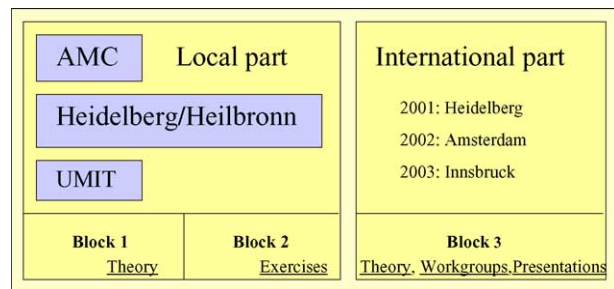 AMC
Local part
Heidelberg/Heilbronn
UMIT
Block 1
Theory
Block 2
Exercises
International part
2001: Heidelberg
2002: Amsterdam
2003: Innsbruck
Block 3
Theory, Workgroups,Presentations